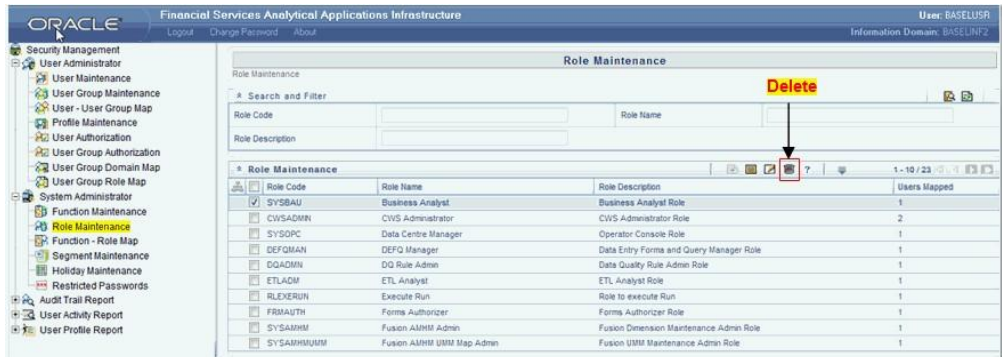 ORACLE
Financial Services Analytical Applications Infrastructure
User: BASELUSR
Logout Change Password About
Information Domain: BASELINF2
Security Management
User Administrator
User Maintenance
User Group Maintenance
User - User Group Map
Profile Maintenance
User Authorization
User Group Authorization
User Group Domain Map
User Group Role Map
System Administrator
Function Maintenance
Role Maintenance
Function - Role Map
Segment Maintenance
Holiday Maintenance
Restricted Passwords
Audit Trail Report
User Activity Report
User Profile Report
Role Maintenance
Role Maintenance
Delete
Search and Filter
Role Code
Role Name
Role Description
Role Maintenance
?
1 - 10 / 23
Role Code Role Name Role Description Users Mapped
SYSBAU Business Analyst Business Analyst Role 1
CWSADMIN CWS Administrator CWS Administrator Role 2
SYSOPC Data Centre Manager Operator Console Role 1
DEFQMAN DEFQ Manager Data Entry Forms and Query Manager Role 1
DQADMN DQ Rule Admin Data Quality Rule Admin Role 1
ETLADM ETL Analyst ETL Analyst Role 1
RLEXERUN Execute Run Role to execute Run 1
FRMAUTH Forms Authorizer Forms Authorizer Role 1
SYSAMHM Fusion AMHM Admin Fusion Dimension Maintenance Admin Role 1
SYSAMHMUMM Fusion AMHM UMM Map Admin Fusion UMM Maintenance Admin Role 1